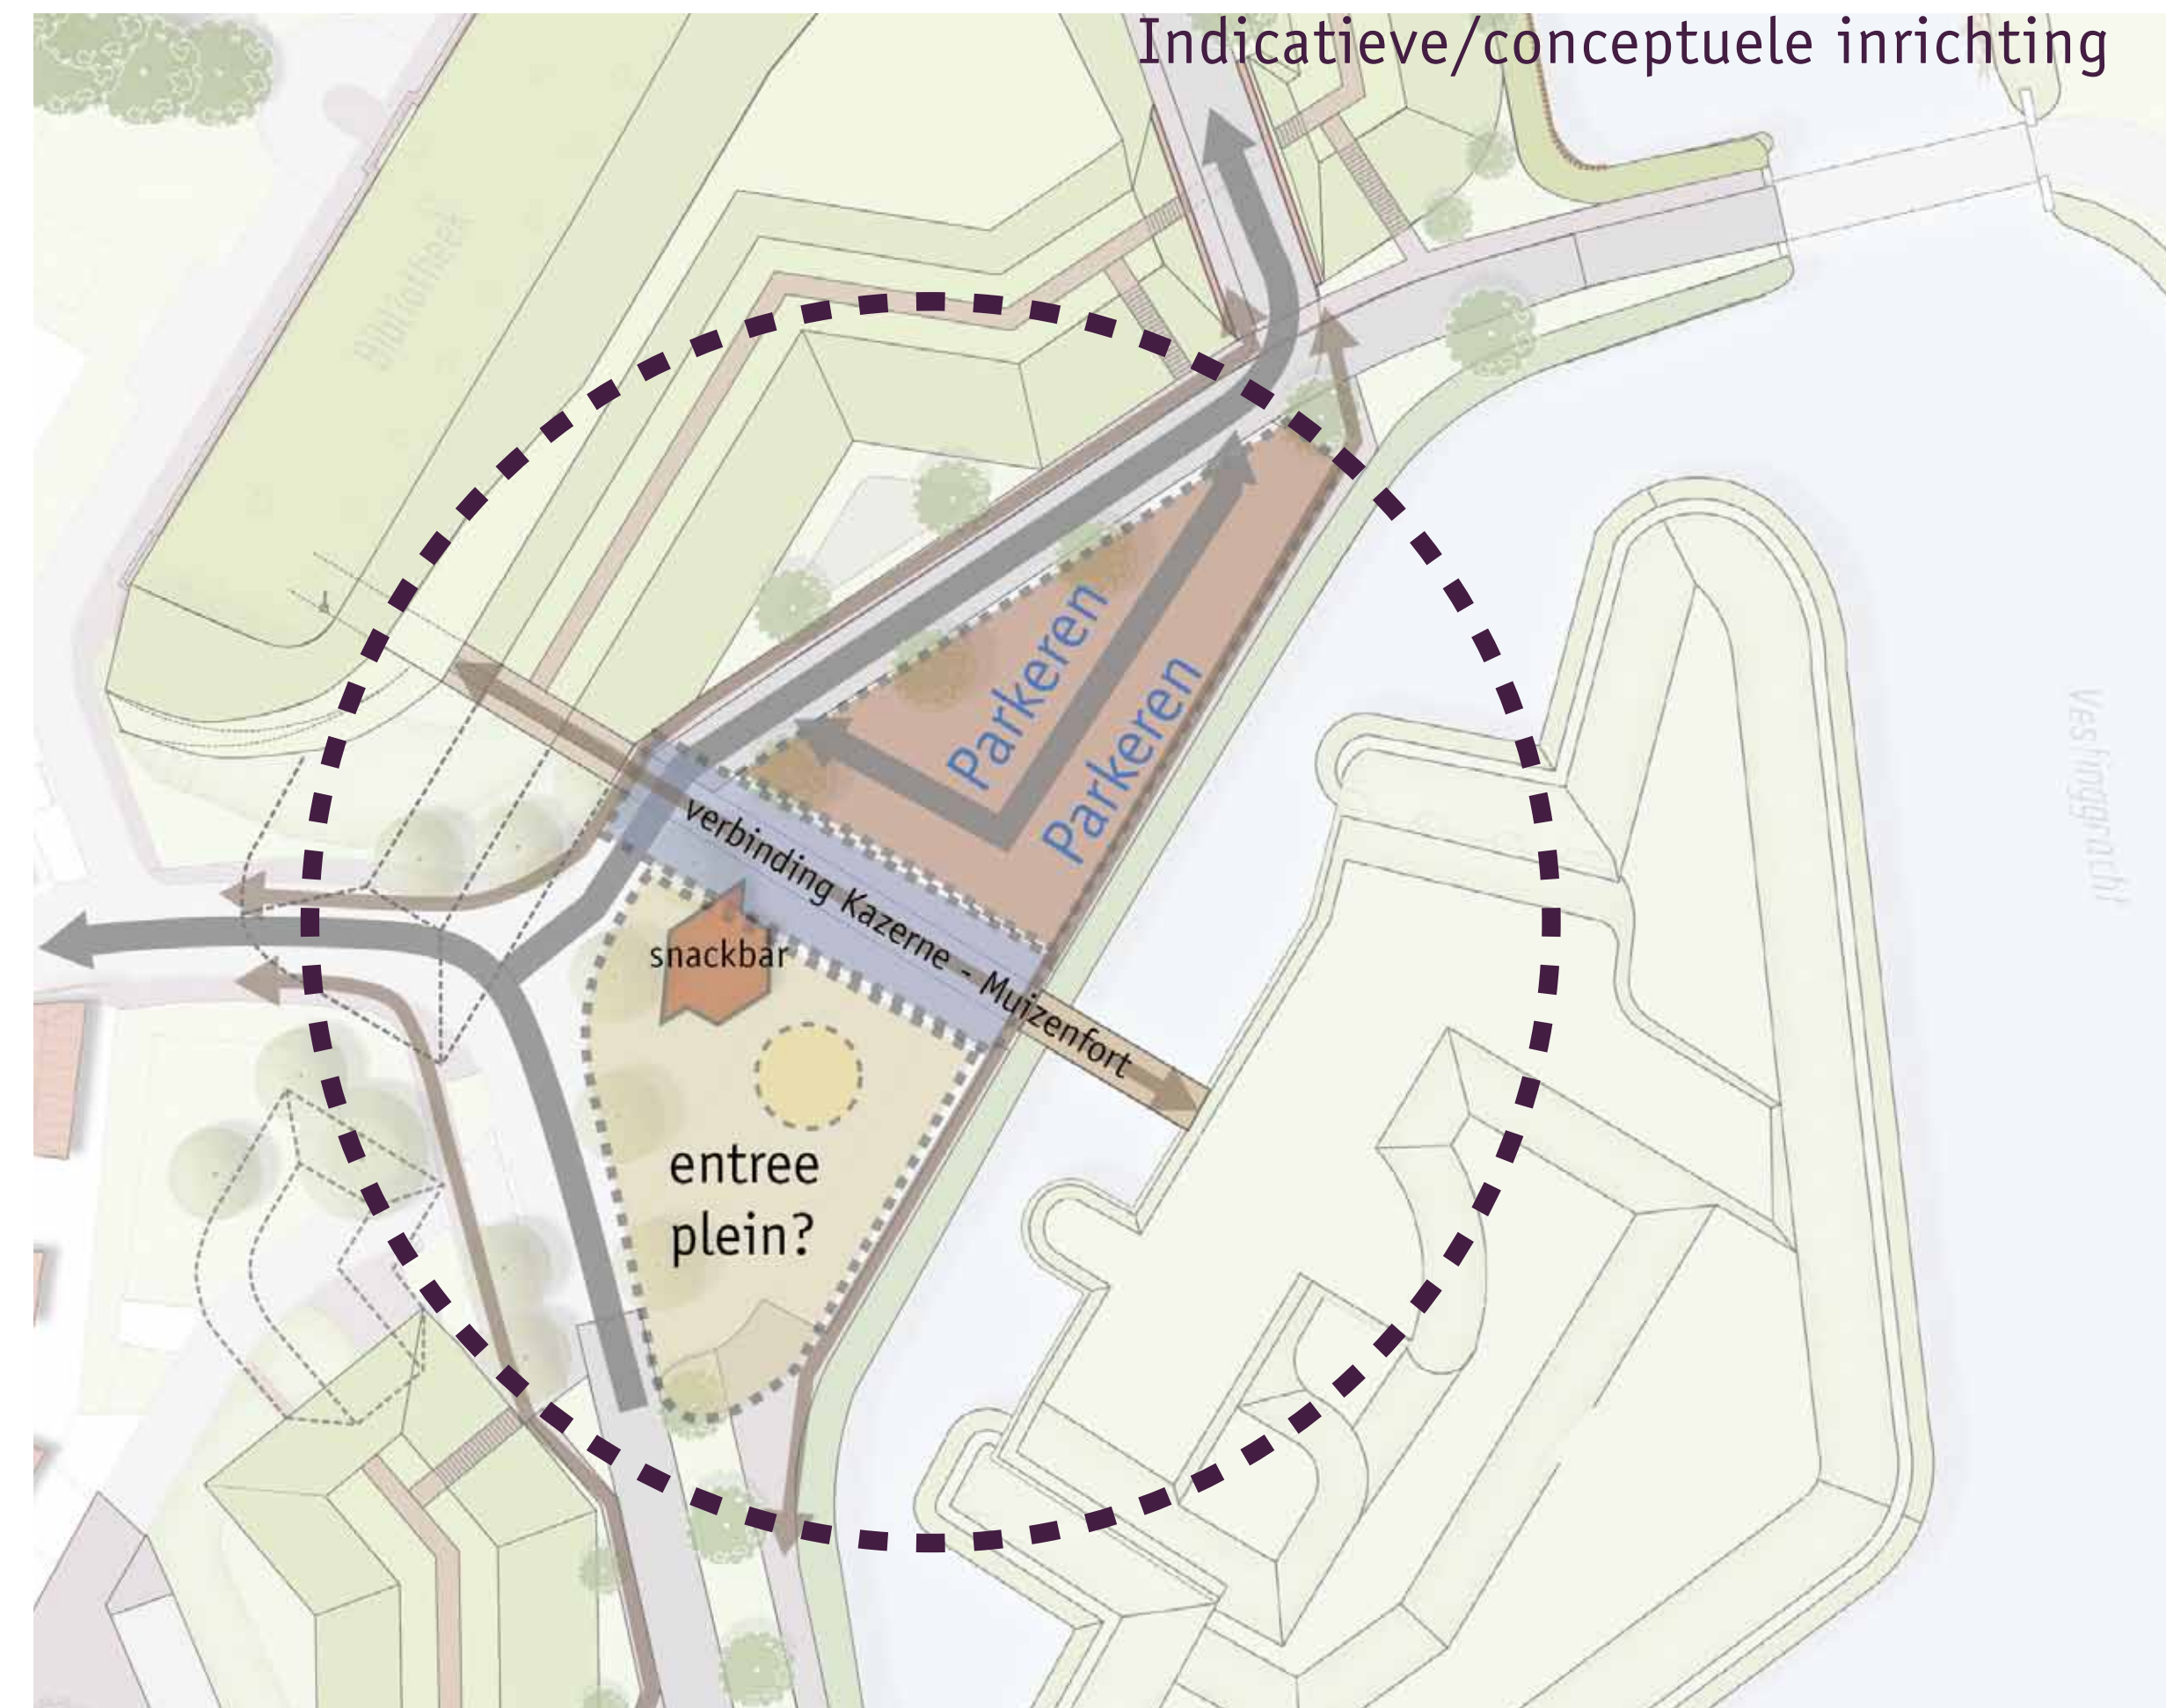 Indicatieve/conceptuele inrichting
Bibliotheek
Parkeren
Parkeren
Vestinggracht
verbinding Kazerne - Muizenfort
snackbar
entree
plein?